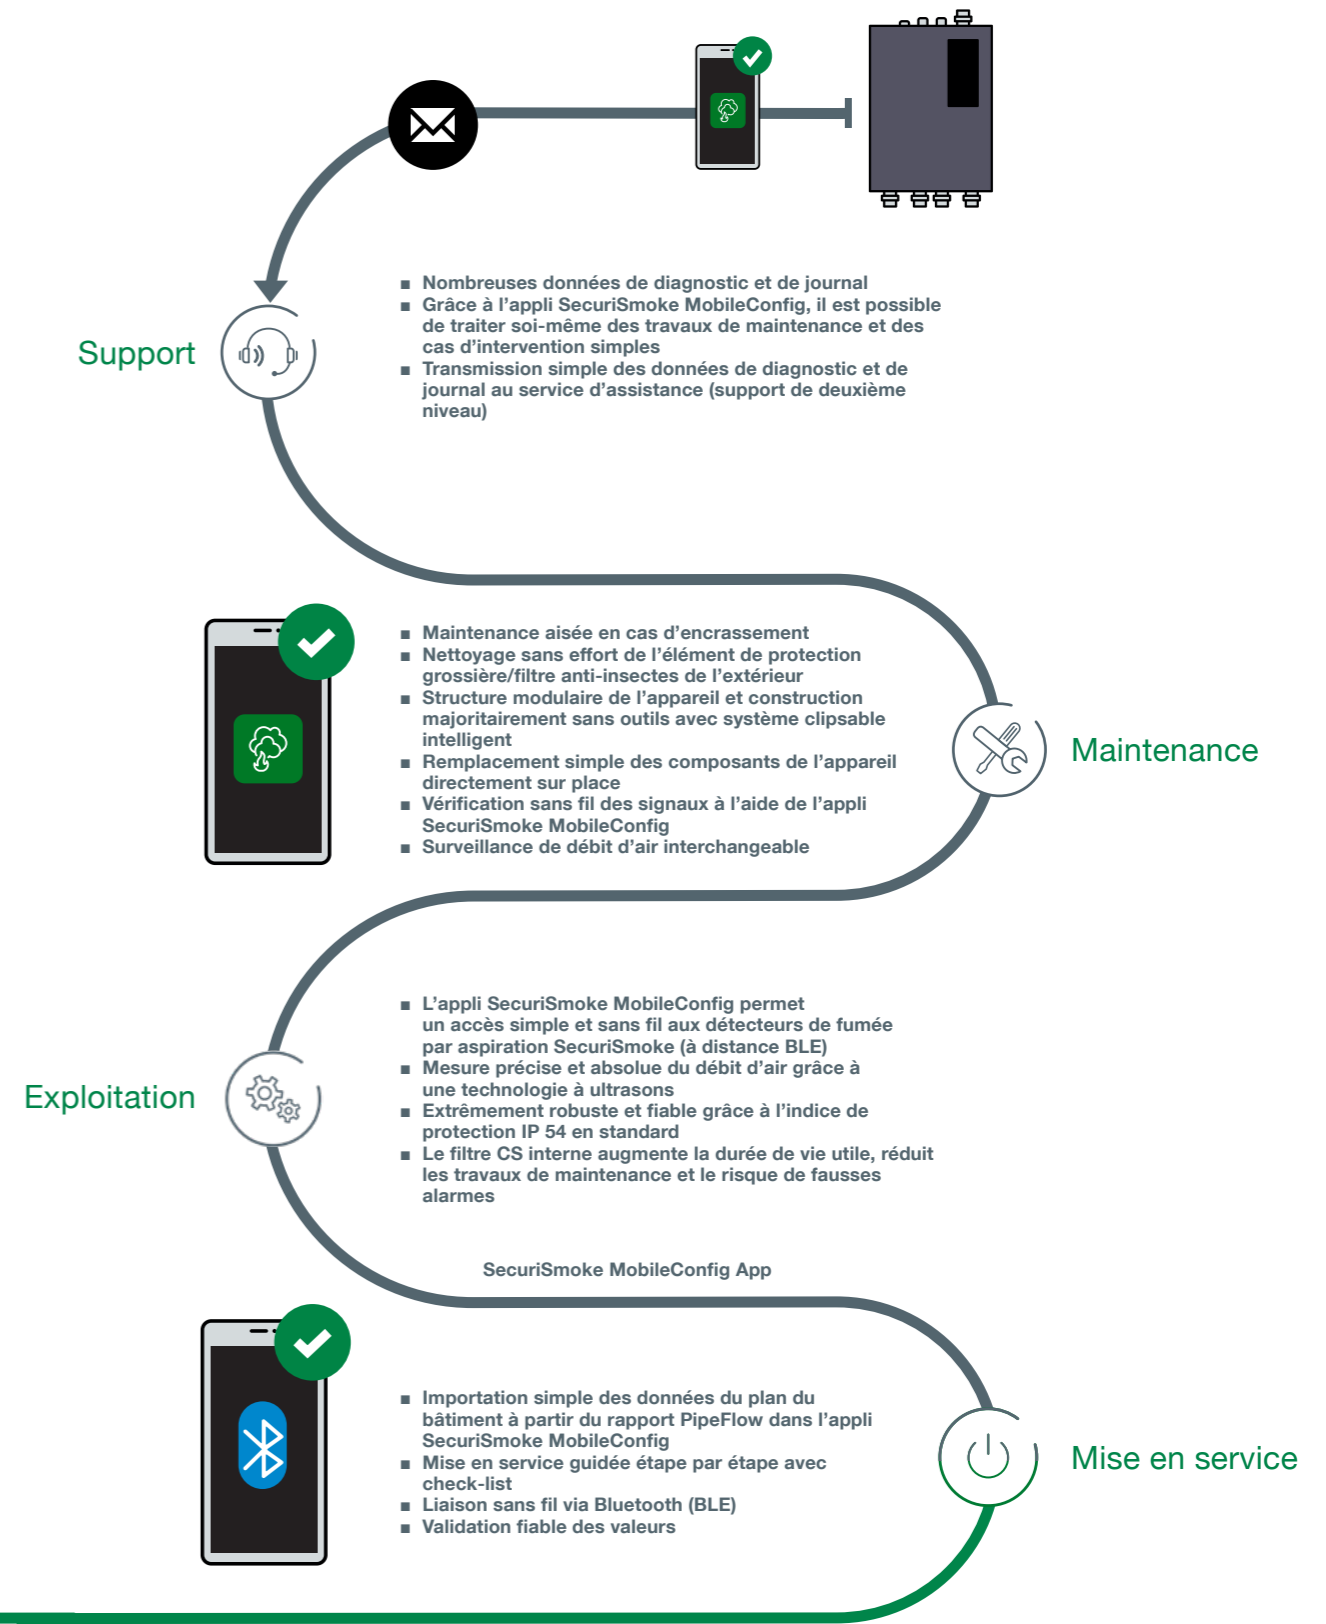 ■ Nombreuses données de diagnostic et de journal
■ Grâce à l’appli SecuriSmoke MobileConfig, il est possible
de traiter soi-même des travaux de maintenance et des
cas d’intervention simples
■ Transmission simple des données de diagnostic et de
journal au service d’assistance (support de deuxième
niveau)
Support
■ Maintenance aisée en cas d’encrassement
■ Nettoyage sans effort de l’élément de protection
grossière/filtre anti-insectes de l’extérieur
■ Structure modulaire de l’appareil et construction
majoritairement sans outils avec système clipsable
intelligent
■ Remplacement simple des composants de l’appareil
directement sur place
■ Vérification sans fil des signaux à l’aide de l’appli
SecuriSmoke MobileConfig
■ Surveillance de débit d’air interchangeable
Maintenance
■ L’appli SecuriSmoke MobileConfig permet
un accès simple et sans fil aux détecteurs de fumée
par aspiration SecuriSmoke (à distance BLE)
■ Mesure précise et absolue du débit d’air grâce à
une technologie à ultrasons
■ Extrêmement robuste et fiable grâce à l’indice de
protection IP 54 en standard
■ Le filtre CS interne augmente la durée de vie utile, réduit
les travaux de maintenance et le risque de fausses
alarmes
Exploitation
SecuriSmoke MobileConfig App
■ Importation simple des données du plan du
bâtiment à partir du rapport PipeFlow dans l’appli
SecuriSmoke MobileConfig
■ Mise en service guidée étape par étape avec
check-list
■ Liaison sans fil via Bluetooth (BLE)
■ Validation fiable des valeurs
Mise en service